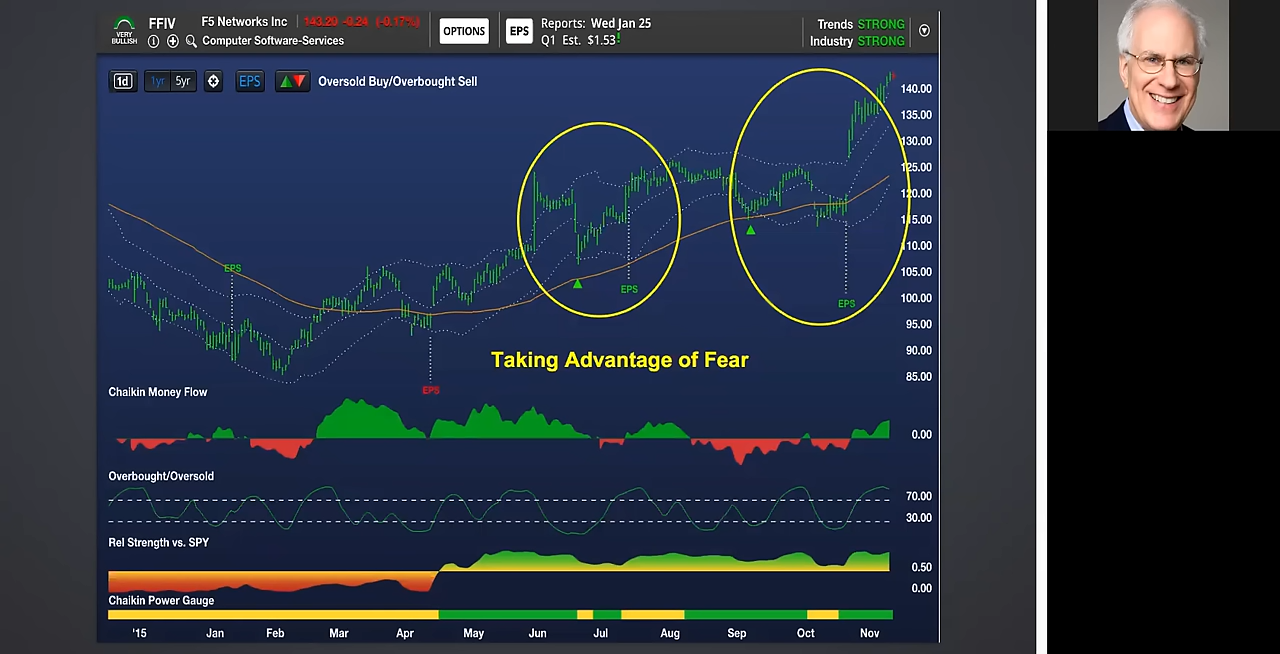 VERY
BULLISH
FFIV
F5 Networks Inc
143.20 -0.24 (-0.17%)
Computer Software-Services
OPTIONS
EPS
Reports: Wed Jan 25
Q1 Est. $1.53!
Trends STRONG
Industry STRONG
1d
1yr 5yr
EPS
Oversold Buy/Overbought Sell
140.00
135.00
130.00
125.00
120.00
115.00
110.00
105.00
100.00
95.00
90.00
85.00
EPS
EPS
EPS
EPS
Taking Advantage of Fear
Chaikin Money Flow
0.00
Overbought/Oversold
70.00
30.00
Rel Strength vs. SPY
0.50
0.00
Chaikin Power Gauge
'15 Jan Feb Mar Apr May Jun Jul Aug Sep Oct Nov